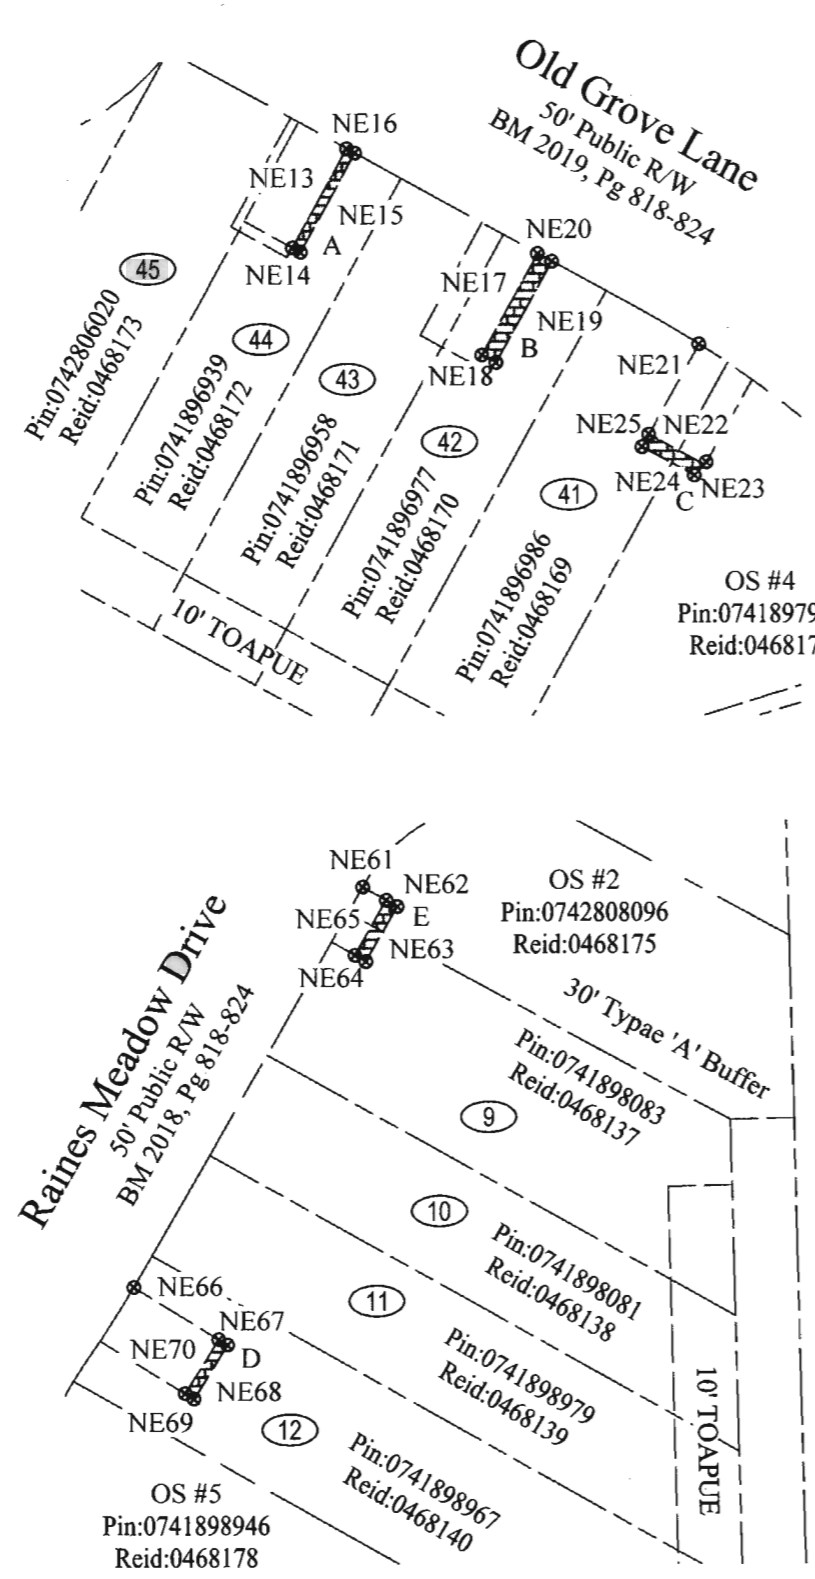 Old Grove Lane
50' Public R/W
BM 2019, Pg 818-824
NE16
NE13
NE15
A
NE14
NE20
NE17
NE19
B
NE18
NE21
NE25
NE22
NE24
NE23
C
45
Pin:0742806020
Reid:0468173
44
Pin:0741896939
Reid:0468172
43
Pin:0741896958
Reid:0468171
42
Pin:0741896977
Reid:0468170
41
Pin:0741896986
Reid:0468169
OS #4
Pin:07418979
Reid:046817
10' TOAPUE
Raines Meadow Drive
50' Public R/W
BM 2018, Pg 818-824
NE61
NE62
NE65
E
NE63
NE64
OS #2
Pin:0742808096
Reid:0468175
30' Typae 'A' Buffer
Pin:0741898083
Reid:0468137
9
10
Pin:0741898081
Reid:0468138
11
Pin:0741898979
Reid:0468139
NE66
NE67
NE70
D
NE68
NE69
12
Pin:0741898967
Reid:0468140
10' TOAPUE
OS #5
Pin:0741898946
Reid:0468178